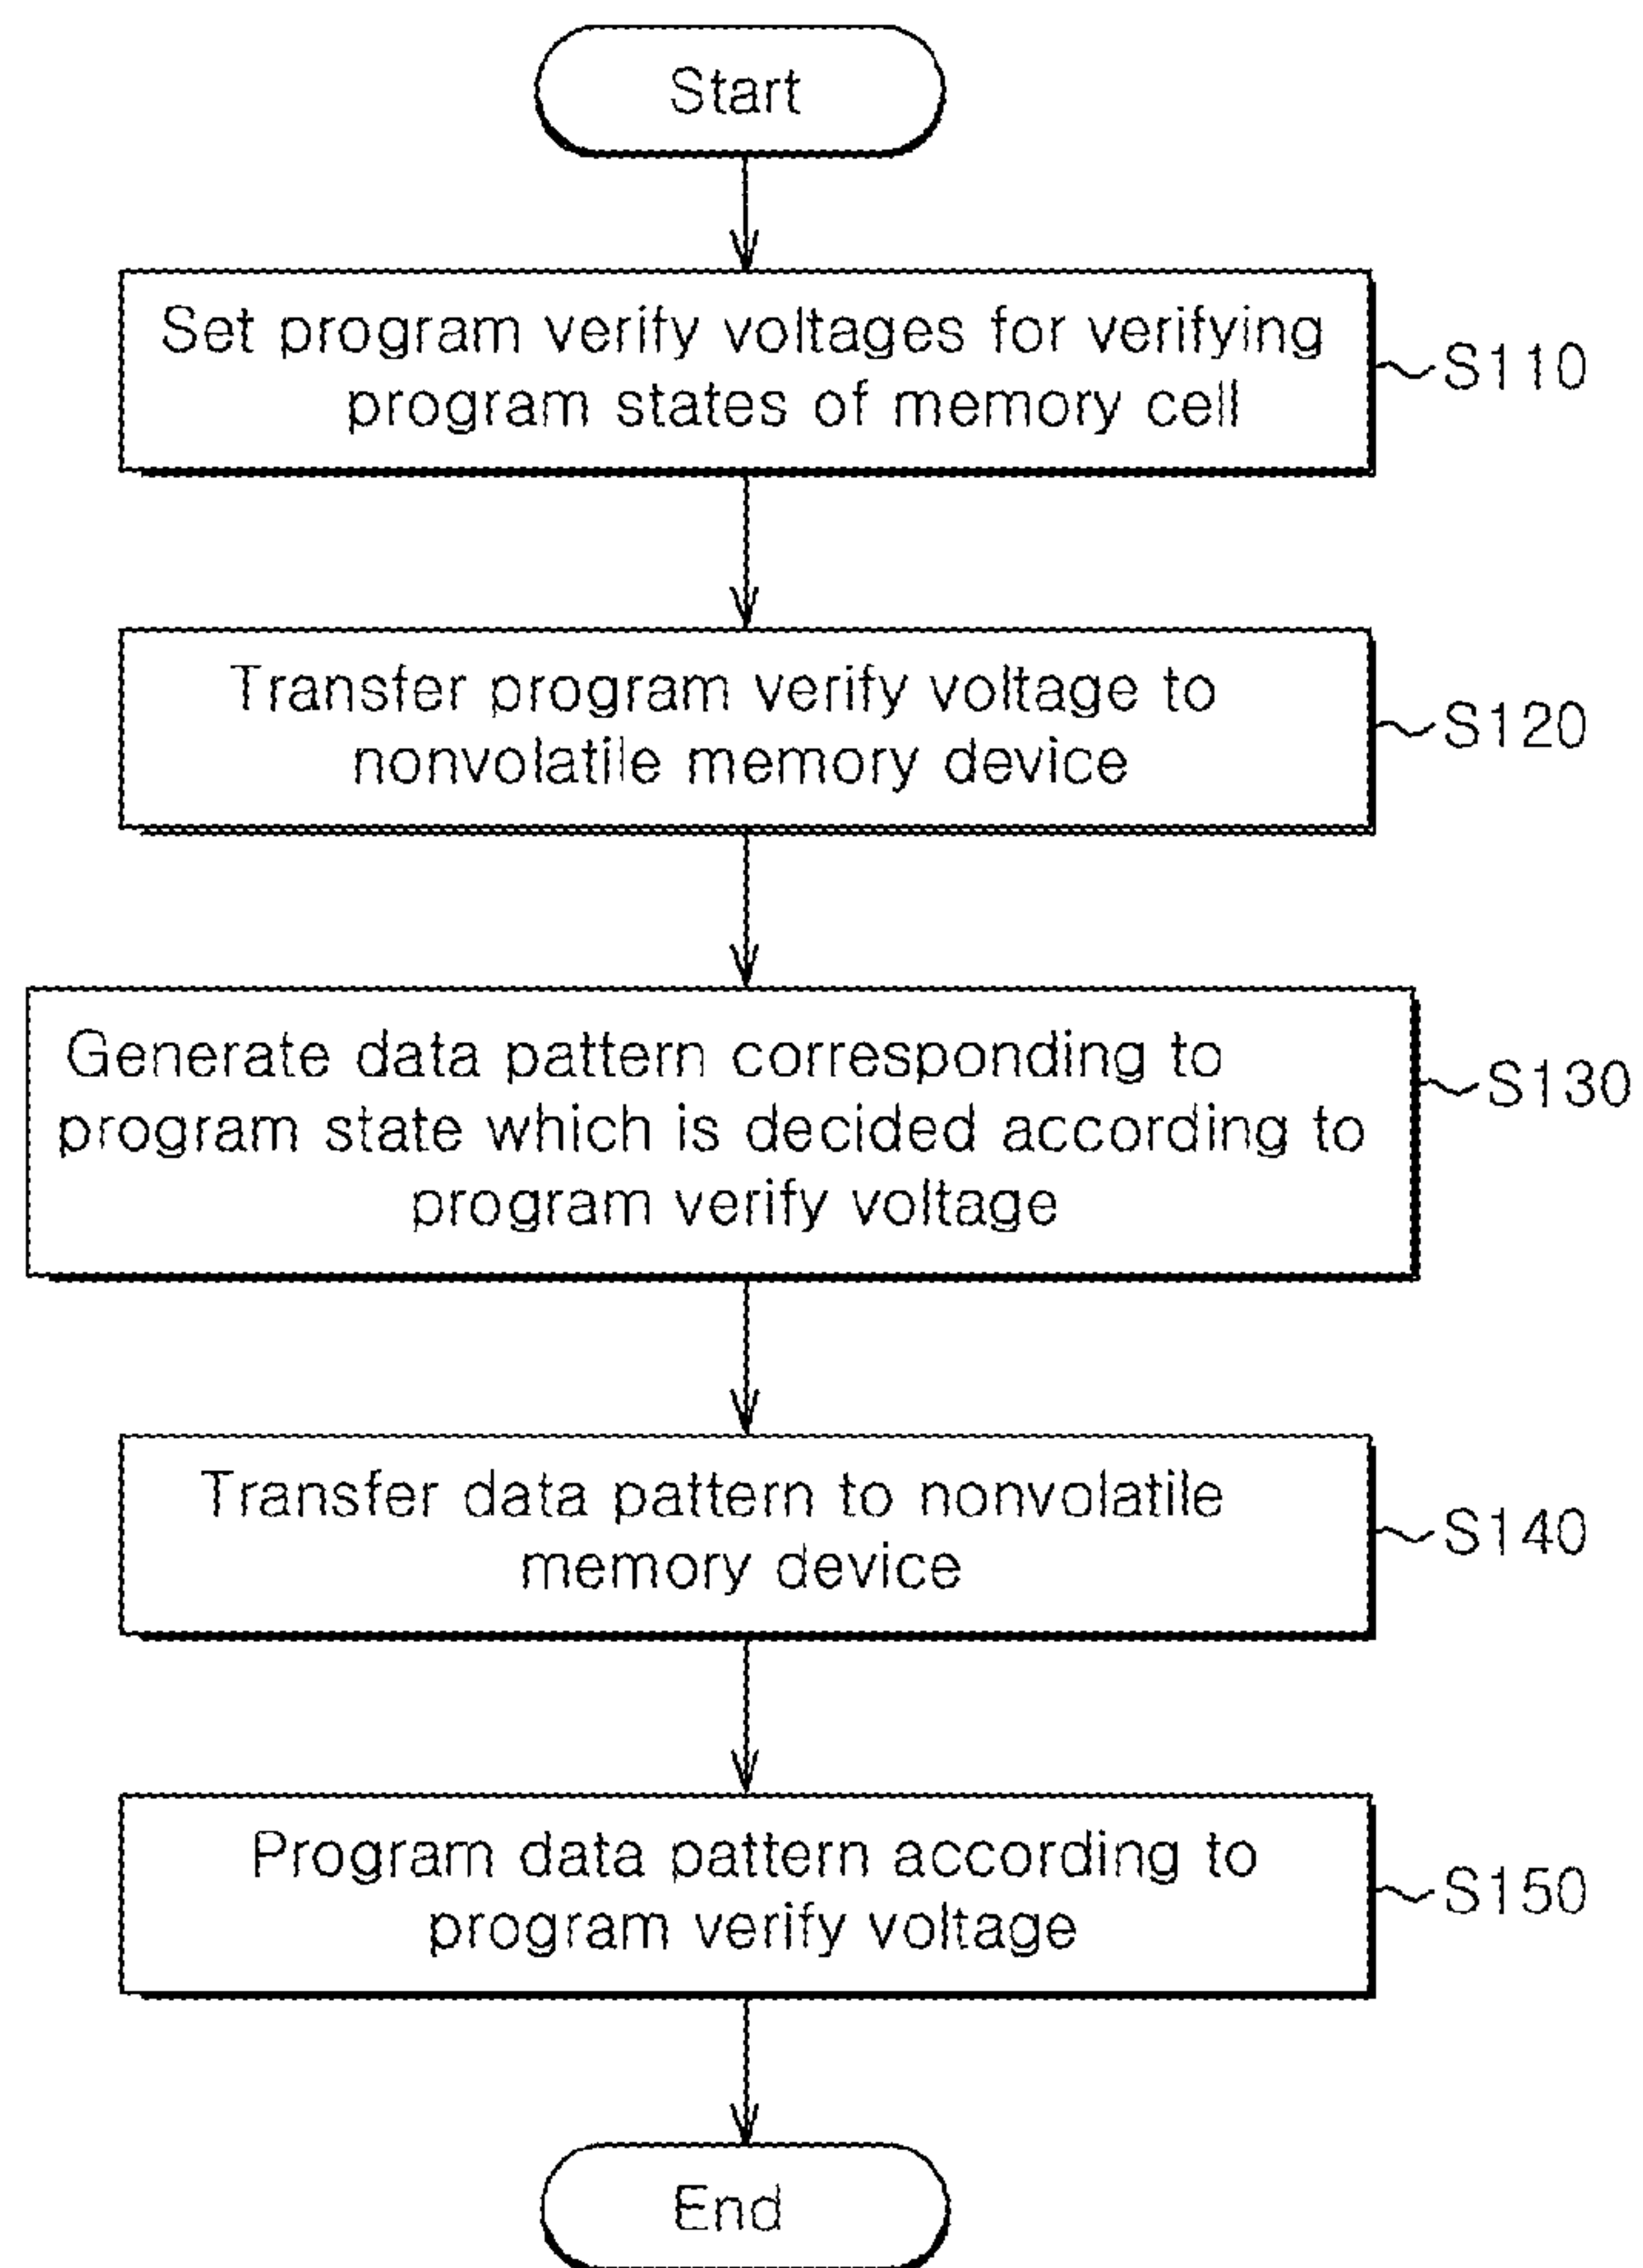 Start
Set program verify voltages for verifying
program states of memory cell
S110
Transfer program verify voltage to
nonvolatile memory device
S120
Generate data pattern corresponding to
program state which is decided according to
program verify voltage
S130
Transfer data pattern to nonvolatile
memory device
S140
Program data pattern according to
program verify voltage
S150
End